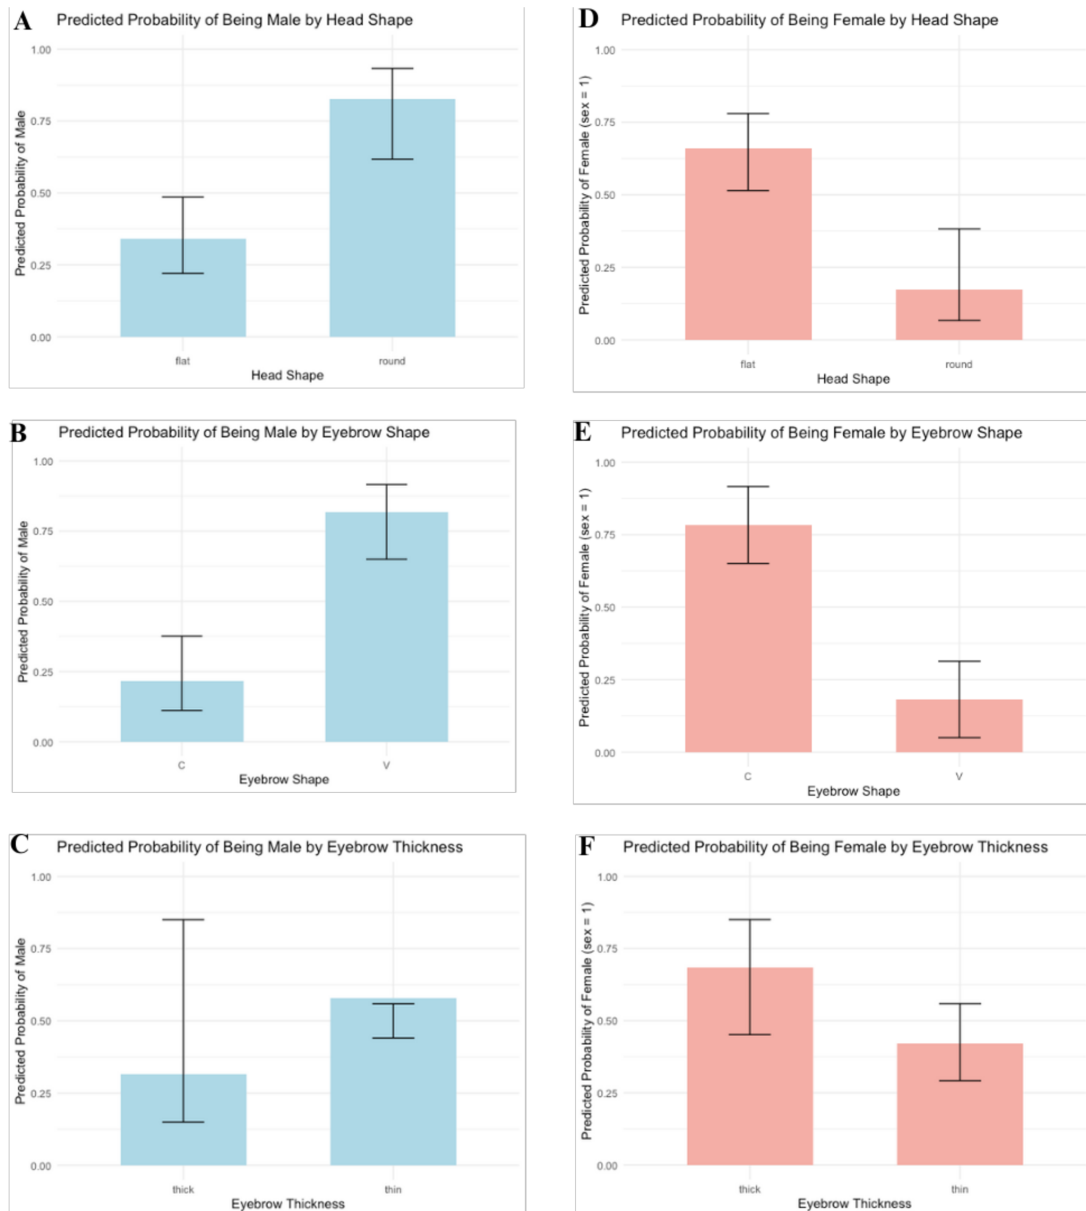 A
Predicted Probability of Being Male by Head Shape
Predicted Probability of Male
1.00
0.75
0.50
0.25
0.00
flat round
Head Shape
D
Predicted Probability of Being Female by Head Shape
Predicted Probability of Female (sex = 1)
1.00
0.75
0.50
0.25
0.00
flat round
Head Shape
B
Predicted Probability of Being Male by Eyebrow Shape
Predicted Probability of Male
1.00
0.75
0.50
0.25
0.00
C V
Eyebrow Shape
E
Predicted Probability of Being Female by Eyebrow Shape
Predicted Probability of Female (sex = 1)
1.00
0.75
0.50
0.25
0.00
C V
Eyebrow Shape
C
Predicted Probability of Being Male by Eyebrow Thickness
Predicted Probability of Male
1.00
0.75
0.50
0.25
0.00
thick thin
Eyebrow Thickness
F
Predicted Probability of Being Female by Eyebrow Thickness
Predicted Probability of Female (sex = 1)
1.00
0.75
0.50
0.25
0.00
thick thin
Eyebrow Thickness